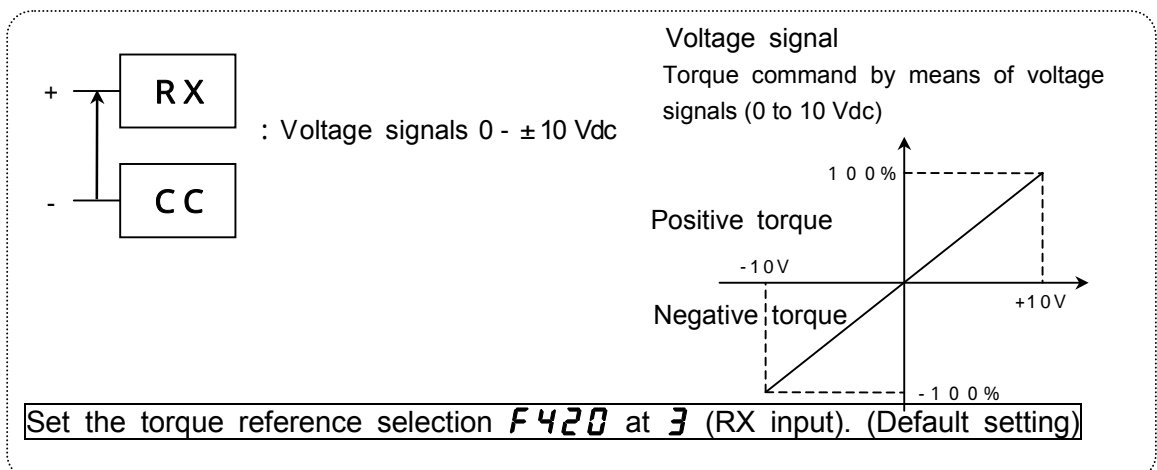 +
RX
: Voltage signals 0 - ±10 Vdc
-
CC
Voltage signal
Torque command by means of voltage
signals (0 to 10 Vdc)
100%
Positive torque
-10V
+10V
Negative torque
-100%
Set the torque reference selection F420 at 3 (RX input). (Default setting)